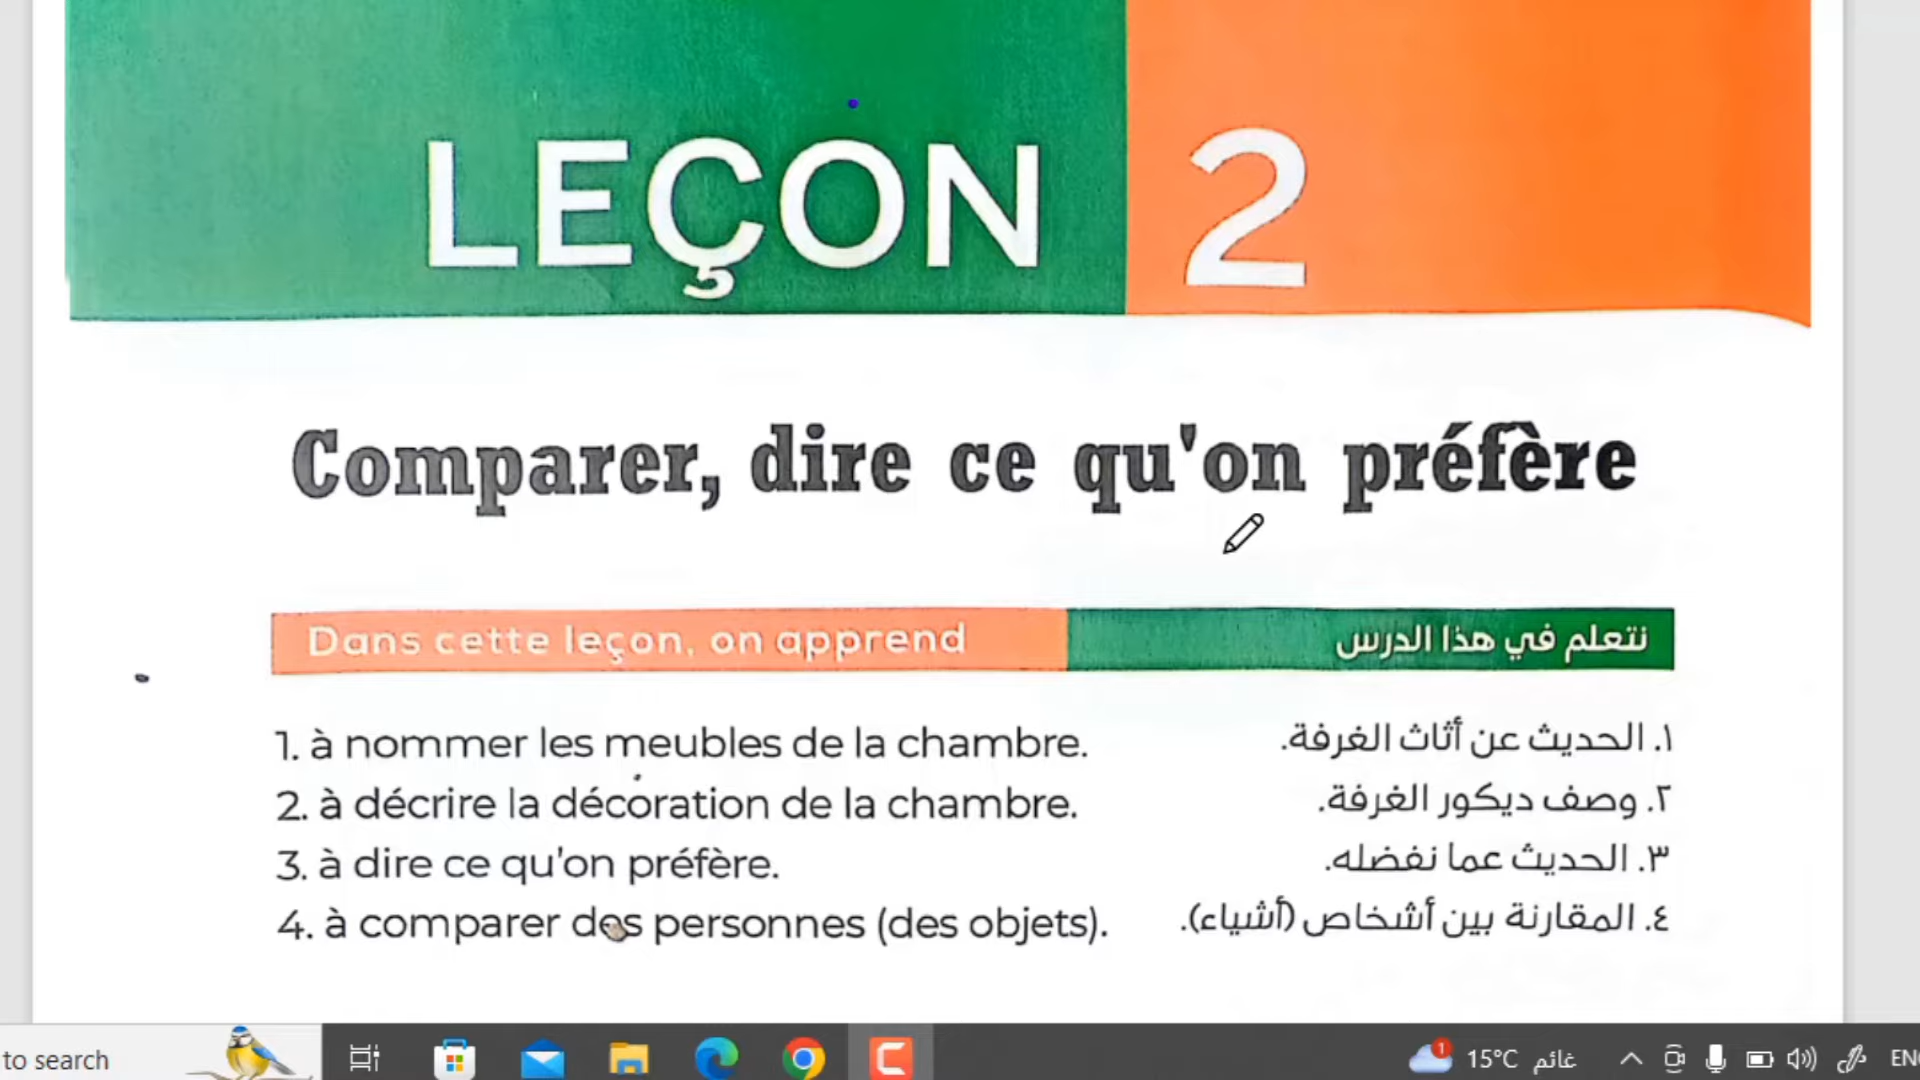 LEÇON 2
Comparer, dire ce qu'on préfère
Dans cette leçon, on apprend
نتعلم في هذا الدرس
1. à nommer les meubles de la chambre.
١. الحديث عن أثاث الغرفة.
2. à décrire la décoration de la chambre.
٢. وصف ديكور الغرفة.
3. à dire ce qu'on préfère.
٣. الحديث عما نفضله.
4. à comparer des personnes (des objets).
٤. المقارنة بين أشخاص (أشياء).
to search
1
15°C غائم
ENG